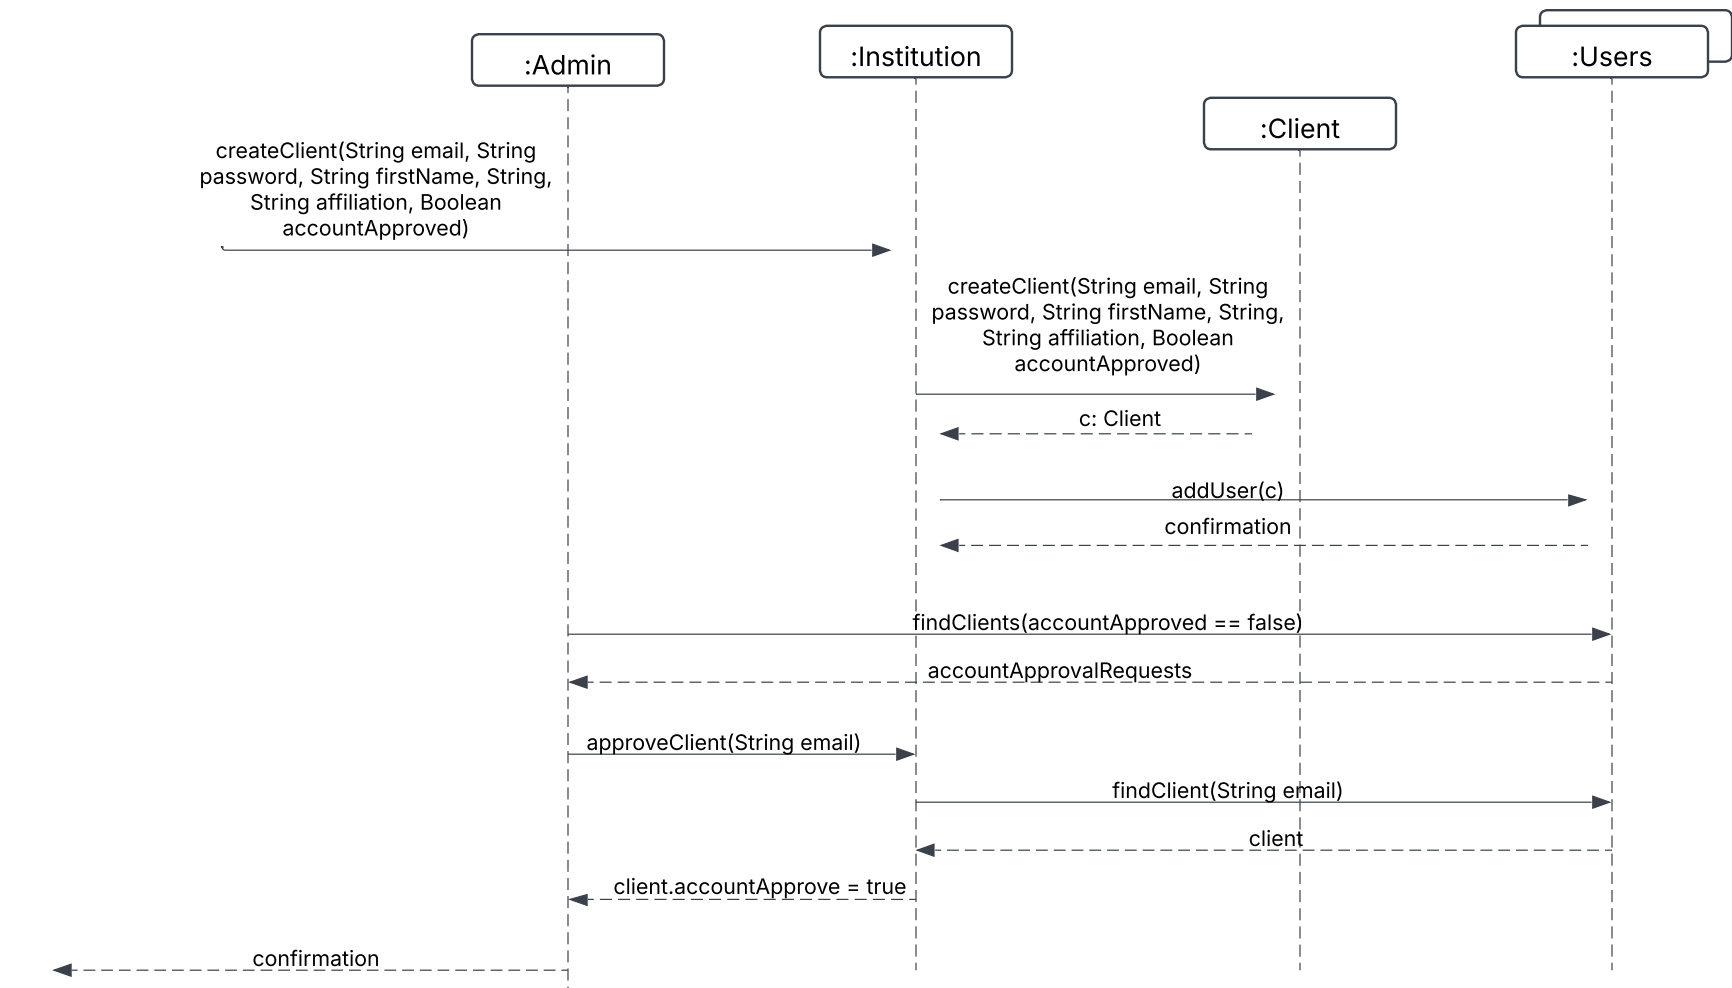 :Admin
:Institution
:Users
:Client
createClient(String email, String
password, String firstName, String,
String affiliation, Boolean
accountApproved)
createClient(String email, String
password, String firstName, String,
String affiliation, Boolean
accountApproved)
c: Client
addUser(c)
confirmation
findClients(accountApproved == false)
accountApprovalRequests
approveClient(String email)
findClient(String email)
client
client.accountApprove = true
confirmation